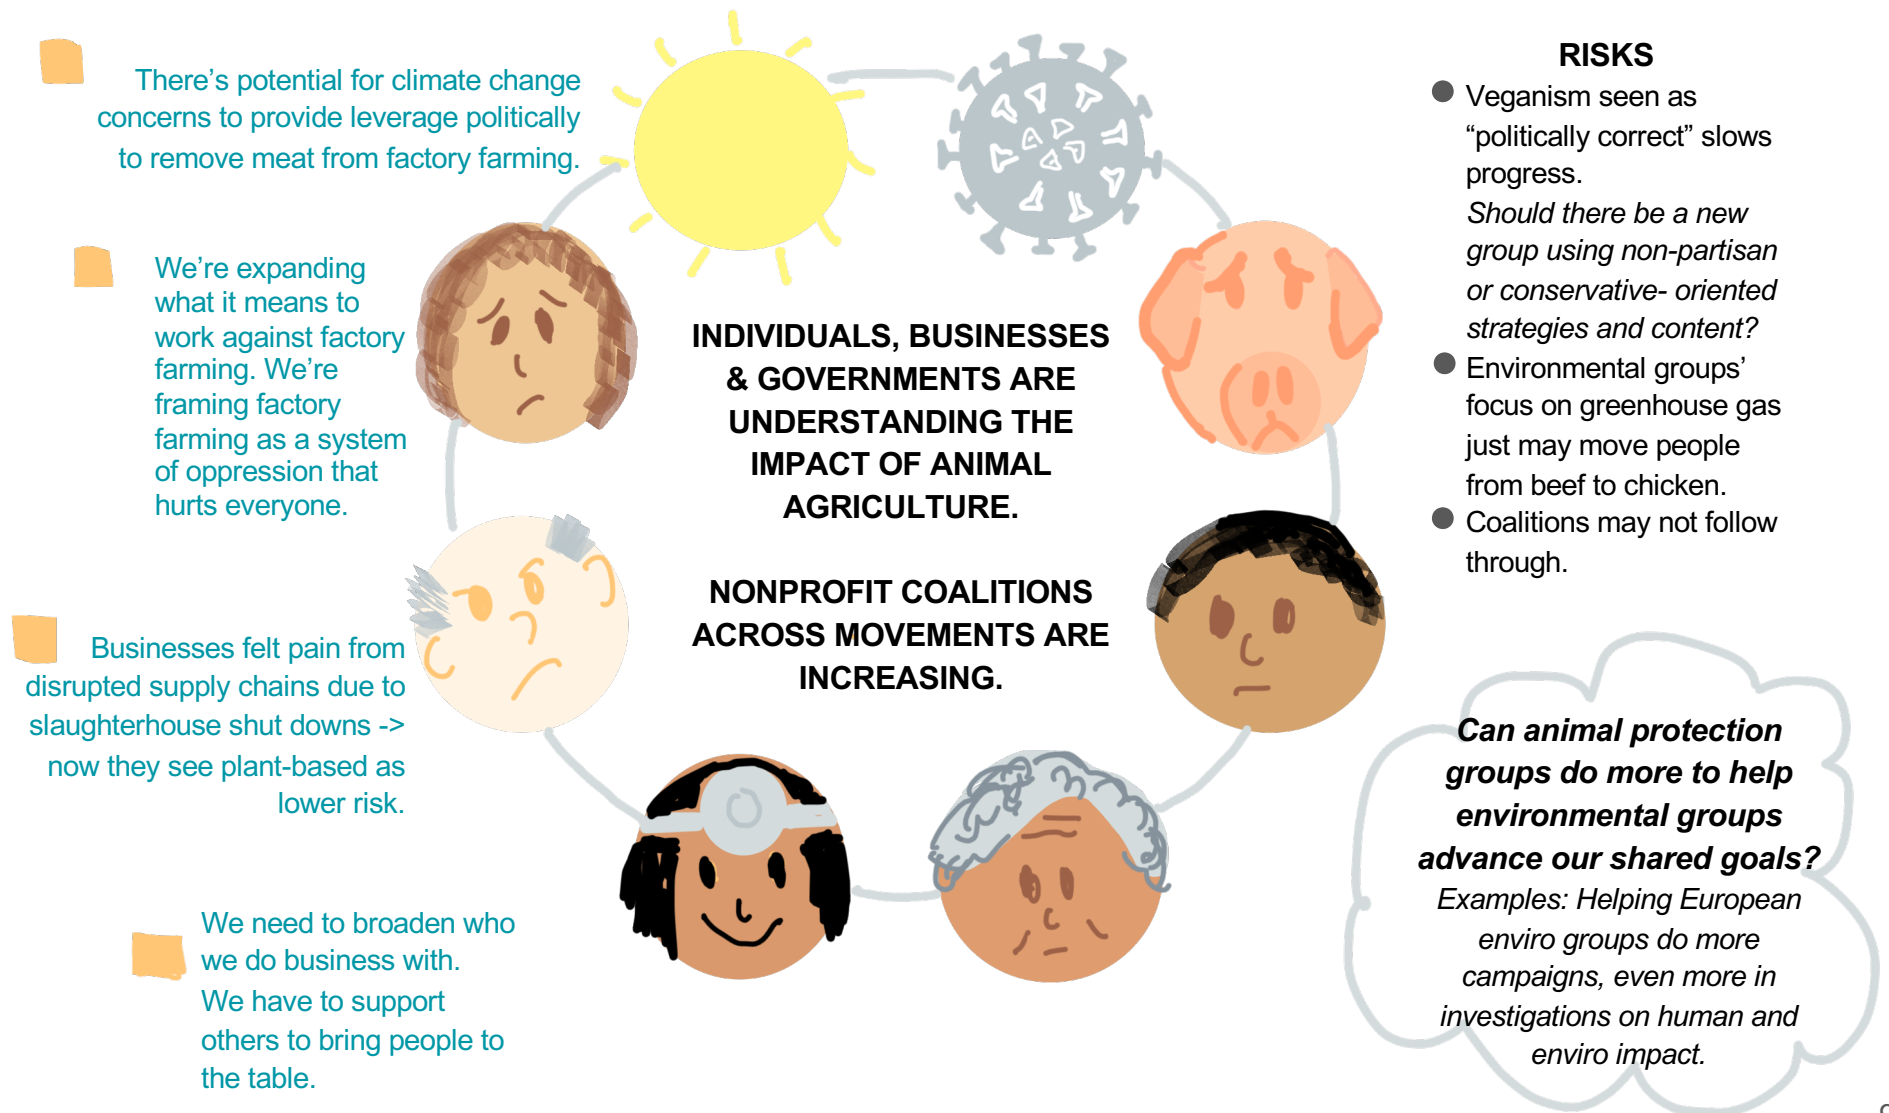 There’s potential for climate change
concerns to provide leverage politically
to remove meat from factory farming.
We’re expanding
what it means to
work against factory
farming. We’re
framing factory
farming as a system
of oppression that
hurts everyone.
Businesses felt pain from
disrupted supply chains due to
slaughterhouse shut downs ->
now they see plant-based as
lower risk.
We need to broaden who
we do business with.
We have to support
others to bring people to
the table.
INDIVIDUALS, BUSINESSES
& GOVERNMENTS ARE
UNDERSTANDING THE
IMPACT OF ANIMAL
AGRICULTURE.
NONPROFIT COALITIONS
ACROSS MOVEMENTS ARE
INCREASING.
RISKS
● Veganism seen as
“politically correct” slows
progress.
Should there be a new
group using non-partisan
or conservative- oriented
strategies and content?
● Environmental groups’
focus on greenhouse gas
just may move people
from beef to chicken.
● Coalitions may not follow
through.
Can animal protection
groups do more to help
environmental groups
advance our shared goals?
Examples: Helping European
enviro groups do more
campaigns, even more in
investigations on human and
enviro impact.